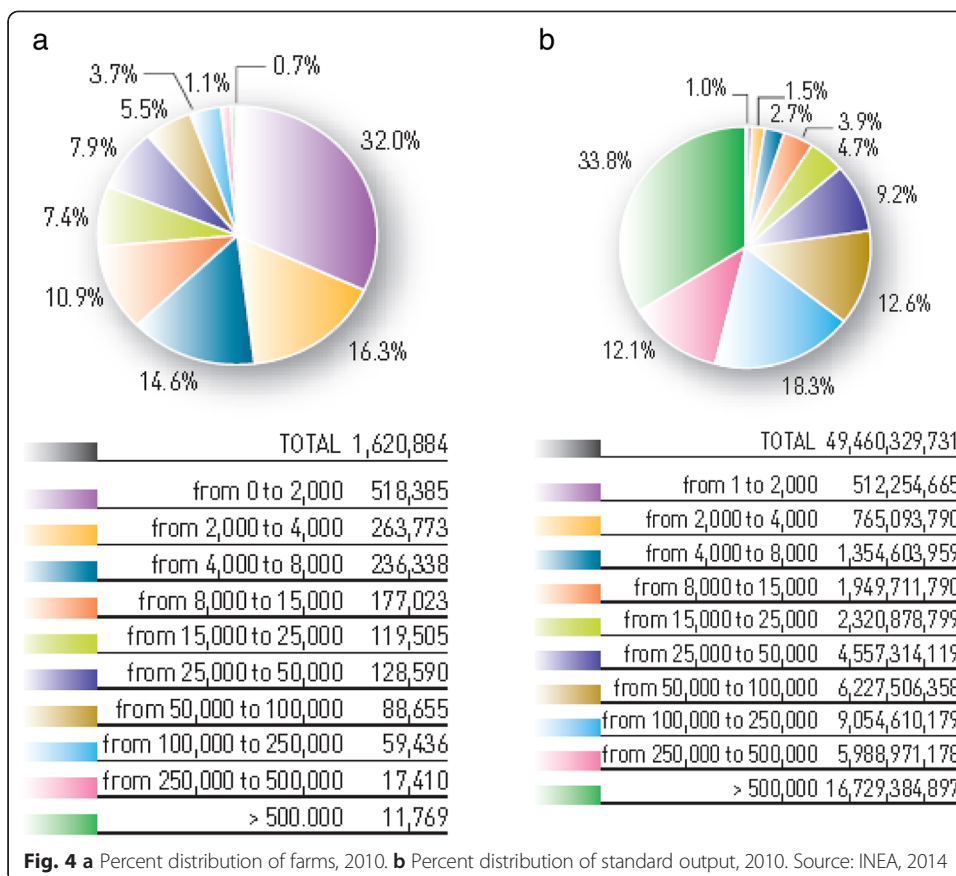 a
b
3.7%
1.1%
0.7%
5.5%
32.0%
7.9%
7.4%
10.9%
16.3%
14.6%
1.0%
1.5%
2.7%
3.9%
33.8%
4.7%
9.2%
12.6%
12.1%
18.3%
TOTAL 1,620,884
from 0 to 2,000 518,385
from 2,000 to 4,000 263,773
from 4,000 to 8,000 236,338
from 8,000 to 15,000 177,023
from 15,000 to 25,000 119,505
from 25,000 to 50,000 128,590
from 50,000 to 100,000 88,655
from 100,000 to 250,000 59,436
from 250,000 to 500,000 17,410
> 500.000 11,769
TOTAL 49,460,329,731
from 1 to 2,000 512,254,665
from 2,000 to 4,000 765,093,790
from 4,000 to 8,000 1,354,603,959
from 8,000 to 15,000 1,949,711,790
from 15,000 to 25,000 2,320,878,799
from 25,000 to 50,000 4,557,314,119
from 50,000 to 100,000 6,227,506,358
from 100,000 to 250,000 9,054,610,179
from 250,000 to 500,000 5,988,971,178
> 500,000 16,729,384,897
Fig. 4 a Percent distribution of farms, 2010. b Percent distribution of standard output, 2010. Source: INEA, 2014